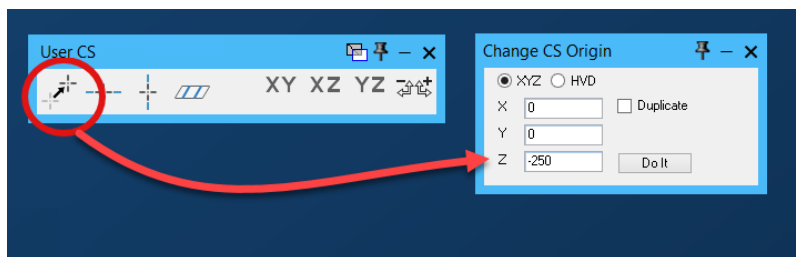 User CS
XY XZ YZ
Change CS Origin
XYZ HVD
X 0 Duplicate
Y 0
Z -250 Do It